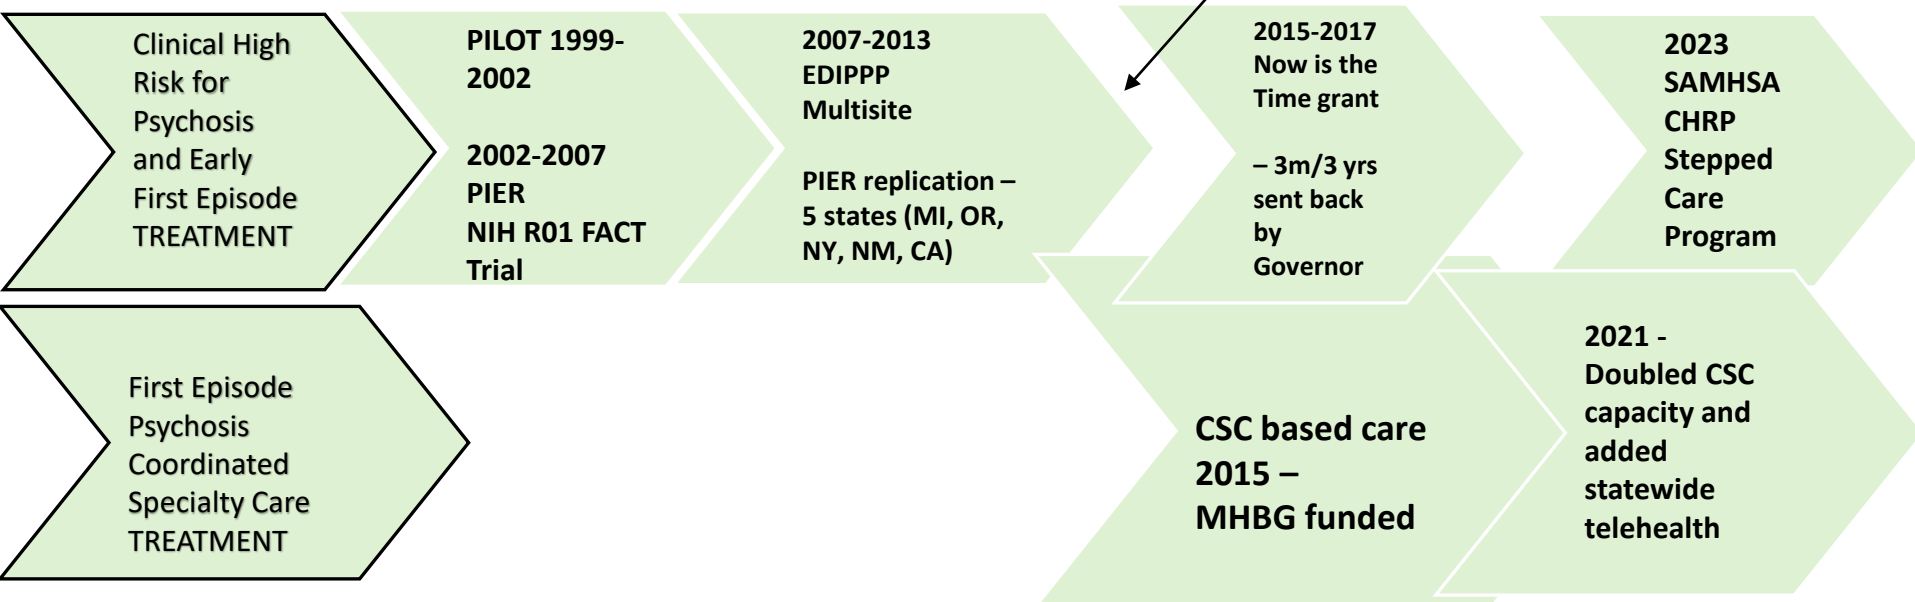 Clinical High
Risk for
Psychosis
and Early
First Episode
TREATMENT
PILOT 1999-
2002
2002-2007
PIER
NIH R01 FACT
Trial
2007-2013
EDIPPP
Multisite
PIER replication –
5 states (MI, OR,
NY, NM, CA)
2015-2017
Now is the
Time grant
– 3m/3 yrs
sent back
by
Governor
2023
SAMHSA
CHRP
Stepped
Care
Program
First Episode
Psychosis
Coordinated
Specialty Care
TREATMENT
CSC based care
2015 –
MHBG funded
2021 -
Doubled CSC
capacity and
added
statewide
telehealth